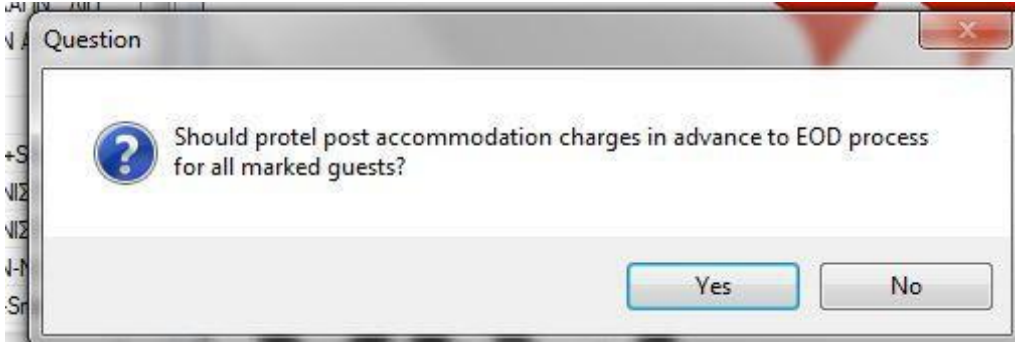 Question
Should protel post accommodation charges in advance to EOD process
for all marked guests?
Yes
No